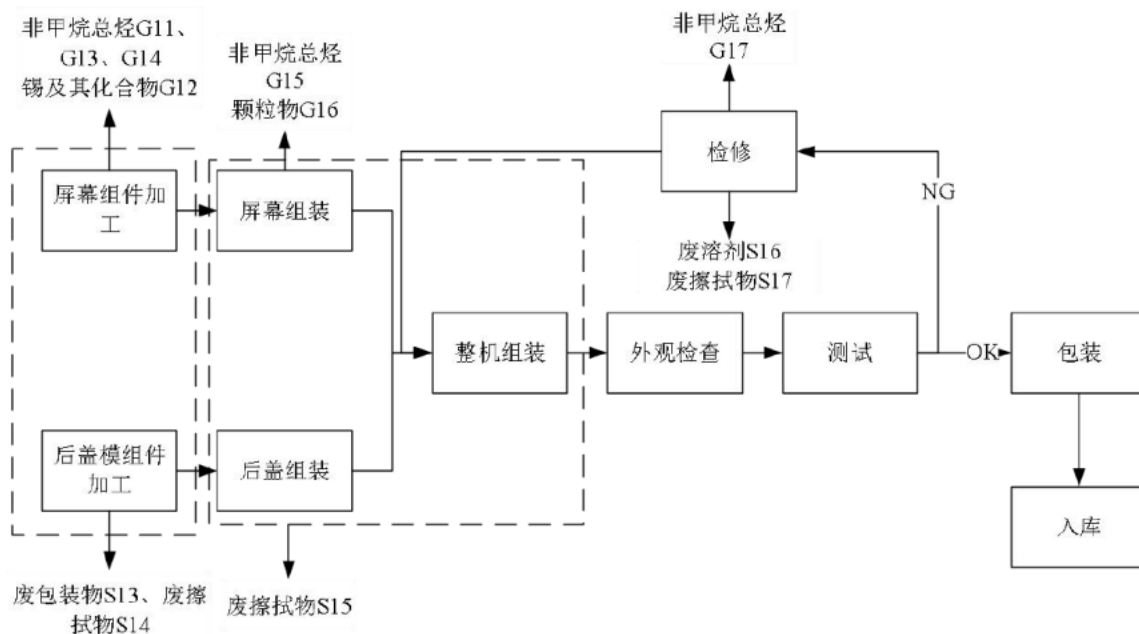 非甲烷总烃G11、
G13、G14
锡及其化合物G12
非甲烷总烃
G15
颗粒物G16
非甲烷总烃
G17
检修
NG
屏幕组件加
工
屏幕组装
废溶剂S16
废擦拭物S17
整机组装
外观检查
测试
OK
包装
后盖模组件
加工
后盖组装
入库
废包装物S13、废擦
拭物S14
废擦拭物S15